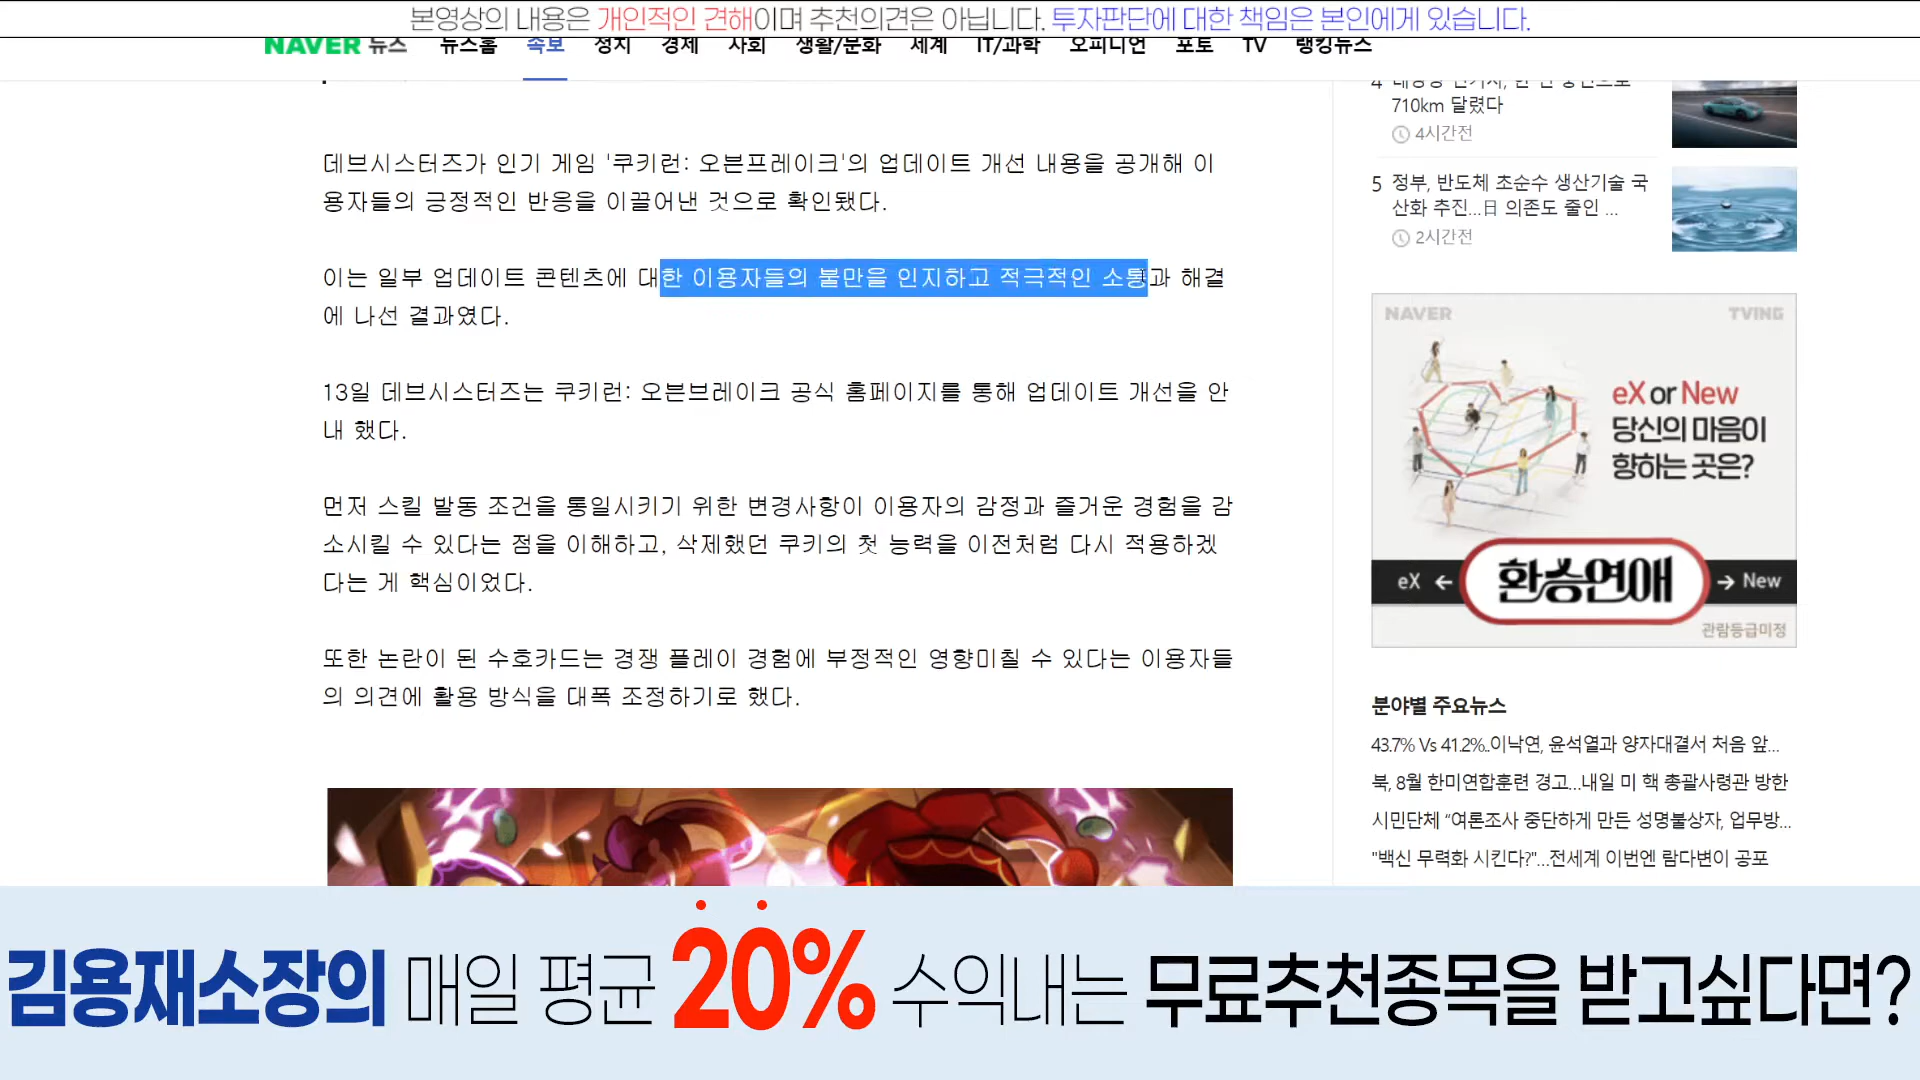 본영상의 내용은 개인적인 견해이며 추천의견은 아닙니다. 투자판단에 대한 책임은 본인에게 있습니다.
NAVER 뉴스 뉴스홈 속보 정치 경제 사회 생활/문화 세계 IT/과학 오피니언 포토 TV 랭킹뉴스
데브시스터즈가 인기 게임 '쿠키런: 오븐프레이크'의 업데이트 개선 내용을 공개해 이
용자들의 긍정적인 반응을 이끌어낸 것으로 확인됐다.
이는 일부 업데이트 콘텐츠에 대한 이용자들의 불만을 인지하고 적극적인 소통과 해결
에 나선 결과였다.
13일 데브시스터즈는 쿠키런: 오븐브레이크 공식 홈페이지를 통해 업데이트 개선을 안
내 했다.
먼저 스킬 발동 조건을 통일시키기 위한 변경사항이 이용자의 감정과 즐거운 경험을 감
소시킬 수 있다는 점을 이해하고, 삭제했던 쿠키의 첫 능력을 이전처럼 다시 적용하겠
다는 게 핵심이었다.
또한 논란이 된 수호카드는 경쟁 플레이 경험에 부정적인 영향미칠 수 있다는 이용자들
의 의견에 활용 방식을 대폭 조정하기로 했다.
4
710km 달렸다
4시간전
5 정부, 반도체 초순수 생산기술 국
산화 추진...日 의존도 줄인 ...
2시간전
NAVER TVING
eX or New
당신의 마음이
향하는 곳은?
eX ← 환승연애 → New
관람등급미정
분야별 주요뉴스
43.7% Vs 41.2%..이낙연, 윤석열과 양자대결서 처음 앞...
북, 8월 한미연합훈련 경고...내일 미 핵 총괄사령관 방한
시민단체 “여론조사 중단하게 만든 성명불상자, 업무방...
"백신 무력화 시킨다?"...전세계 이번엔 람다변이 공포
김용재소장의 매일 평균 20% 수익내는 무료추천종목을 받고싶다면?